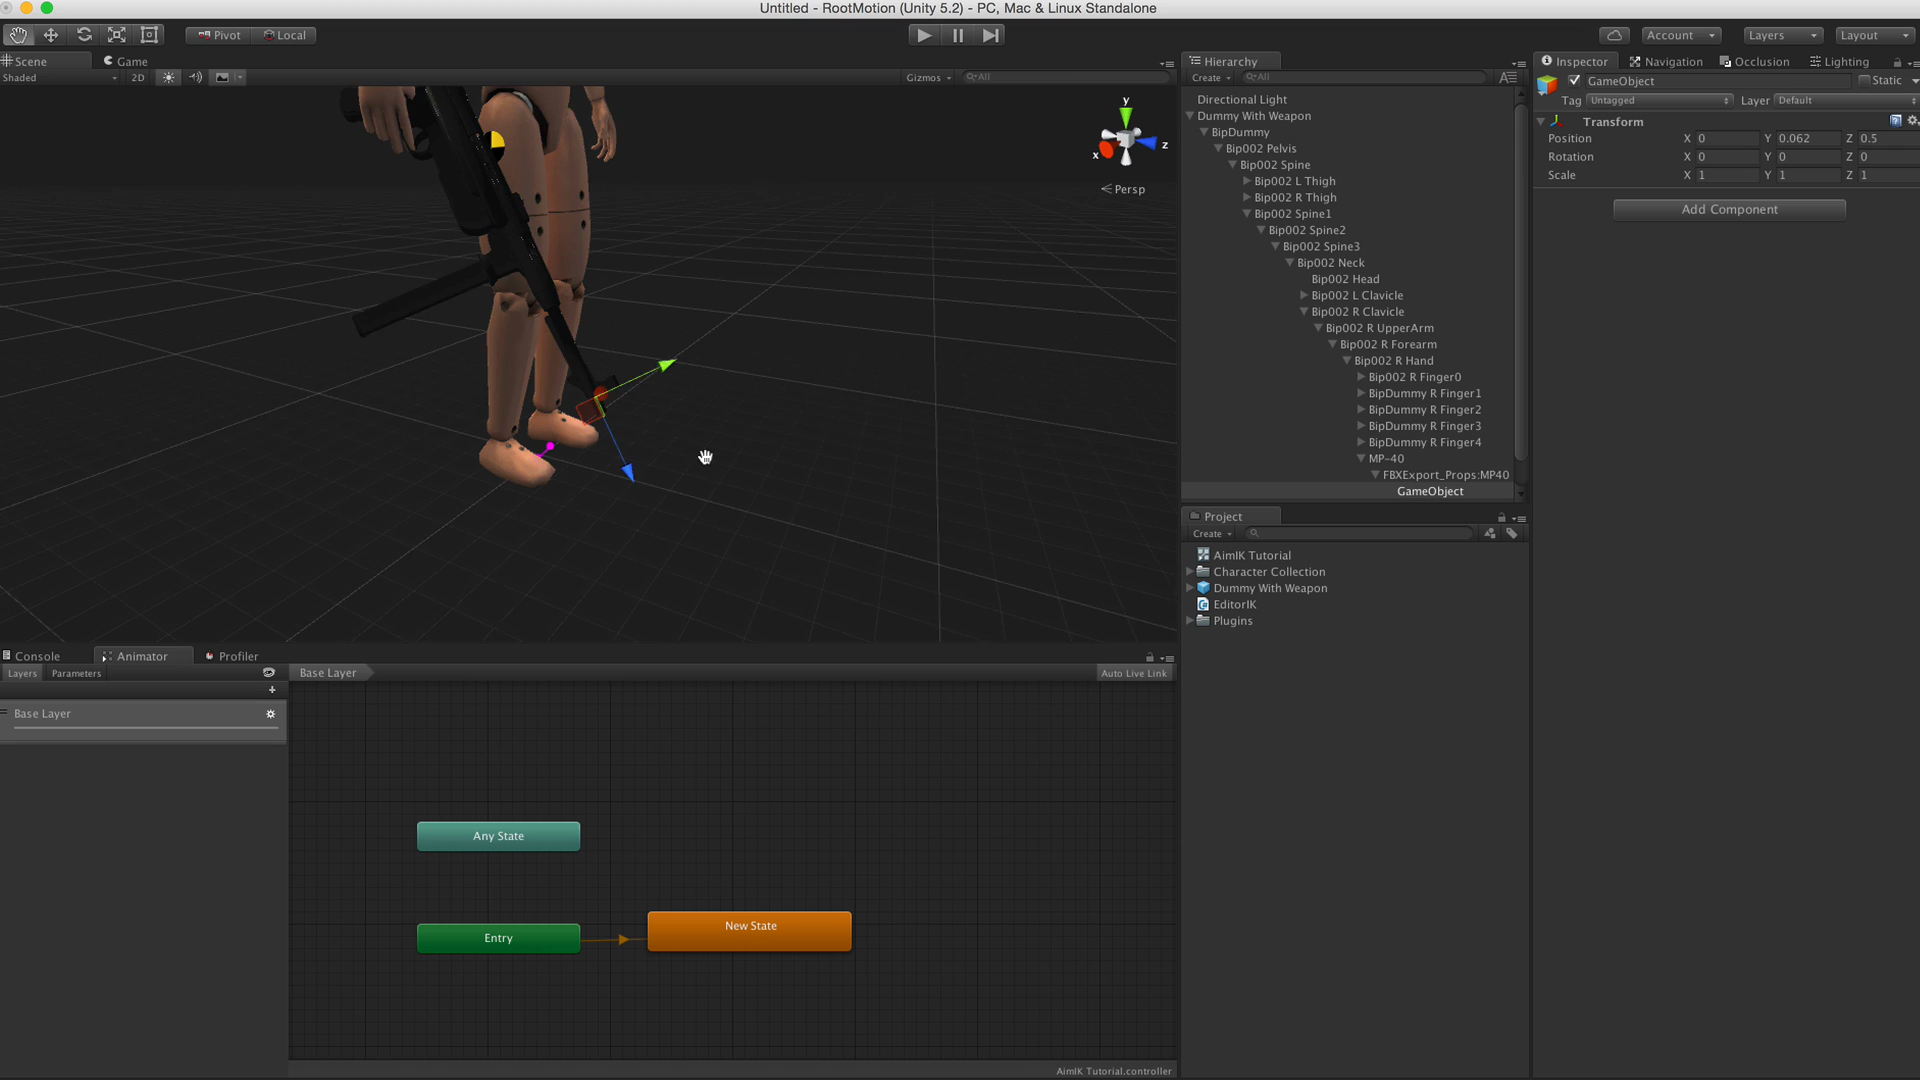 Untitled - RootMotion (Unity 5.2) - PC, Mac & Linux Standalone
Pivot Local Account Layers Layout
Scene Game
Shaded 2D Gizmos All
y
x z
Persp
Hierarchy
Create All
Directional Light
Dummy With Weapon
BipDummy
Bip002 Pelvis
Bip002 Spine
Bip002 L Thigh
Bip002 R Thigh
Bip002 Spine1
Bip002 Spine2
Bip002 Spine3
Bip002 Neck
Bip002 Head
Bip002 L Clavicle
Bip002 R Clavicle
Bip002 R UpperArm
Bip002 R Forearm
Bip002 R Hand
Bip002 R Finger0
BipDummy R Finger1
BipDummy R Finger2
BipDummy R Finger3
BipDummy R Finger4
MP-40
FBXExport_Props:MP40
GameObject
Project
Create
AimIK Tutorial
Character Collection
Dummy With Weapon
EditorIK
Plugins
Inspector Navigation Occlusion Lighting
GameObject Static
Tag Untagged Layer Default
Transform
Position X 0 Y 0.062 Z 0.5
Rotation X 0 Y 0 Z 0
Scale X 1 Y 1 Z 1
Add Component
Console Animator Profiler
Layers Parameters
Base Layer Auto Live Link
+
Base Layer
Any State
Entry
New State
AimIK Tutorial.controller